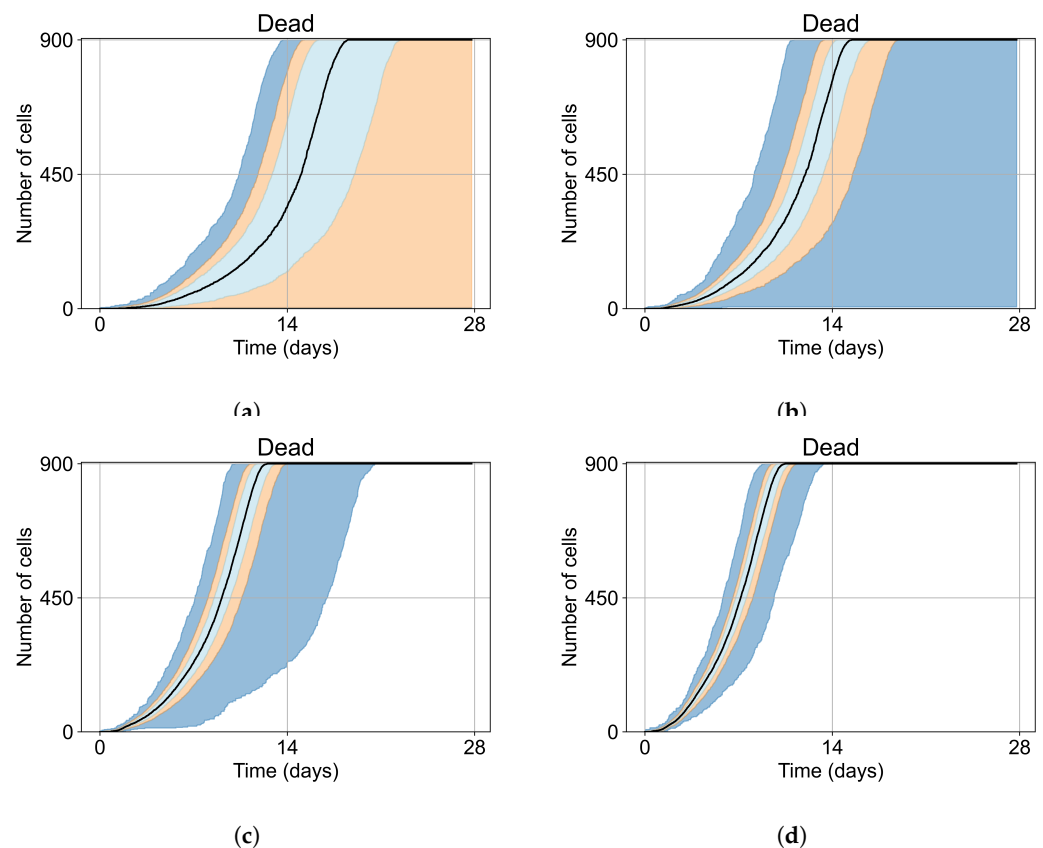 Dead
900
450
0
Number of cells
0 14 28
Time (days)
(a)
Dead
900
450
0
Number of cells
0 14 28
Time (days)
(b)
Dead
900
450
0
Number of cells
0 14 28
Time (days)
(c)
Dead
900
450
0
Number of cells
0 14 28
Time (days)
(d)